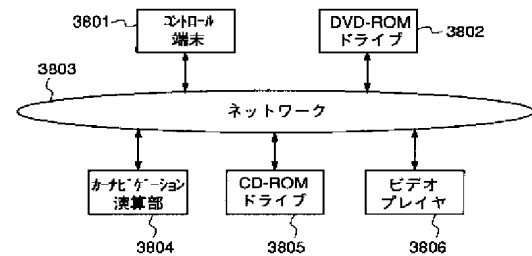 3801
コントロール
端末
DVD-ROM
ドライブ
3802
3803
ネットワーク
カーナビゲーション
演算部
3804
CD-ROM
ドライブ
3805
ビデオ
プレイヤ
3806